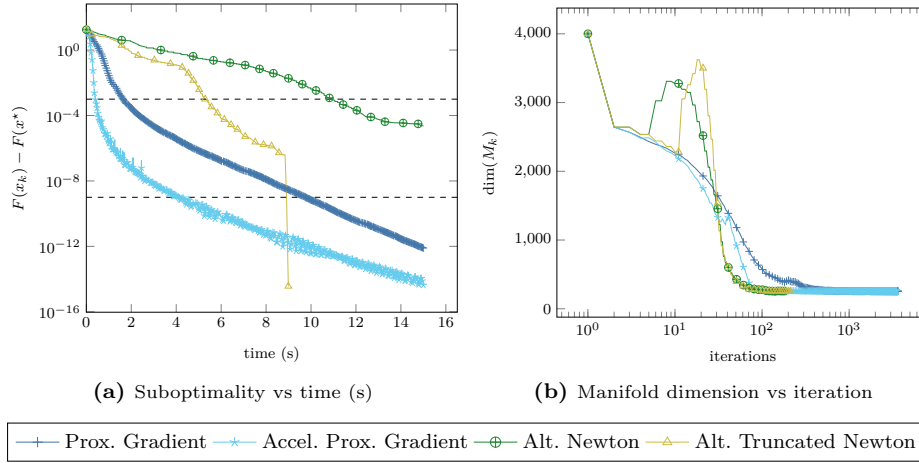 10^0
10^−4
10^−8
10^−12
10^−16
F(x_k) − F(x^⋆)
0 2 4 6 8 10 12 14 16
time (s)
(a) Suboptimality vs time (s)
4,000
3,000
2,000
1,000
0
dim(M_k)
10^0 10^1 10^2 10^3
iterations
(b) Manifold dimension vs iteration
Prox. Gradient Accel. Prox. Gradient Alt. Newton Alt. Truncated Newton